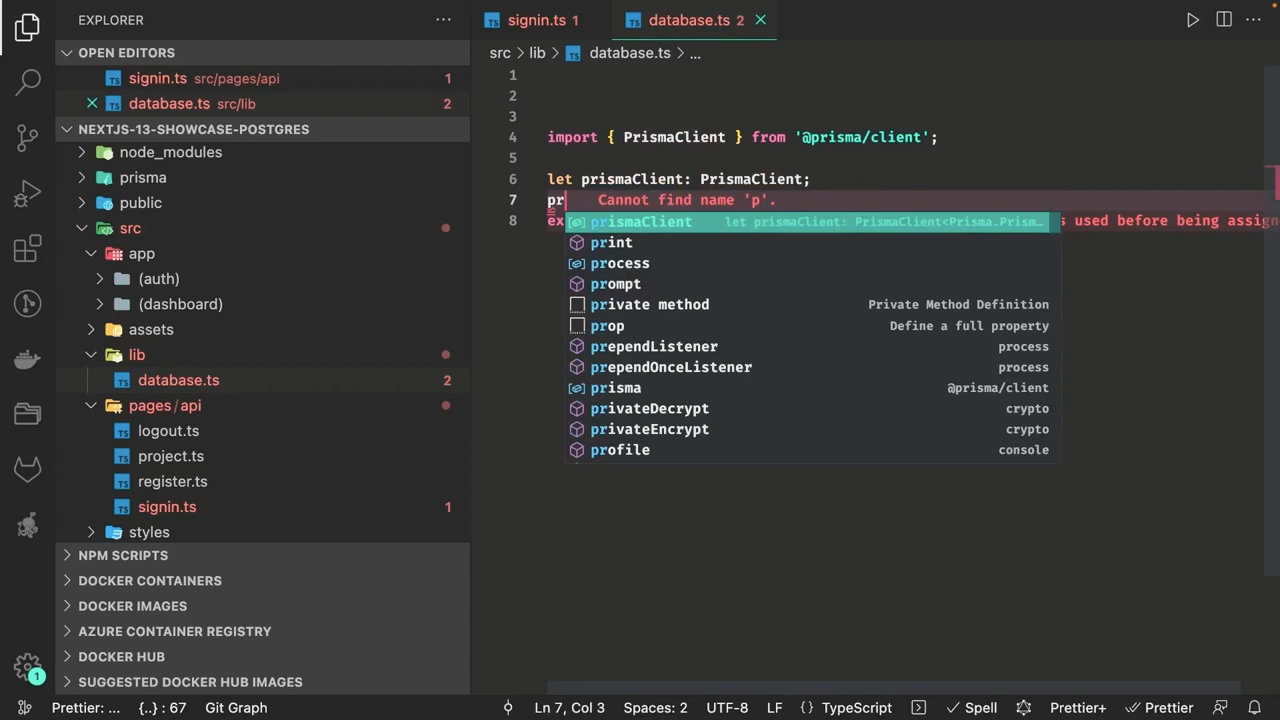 EXPLORER
OPEN EDITORS
signin.ts src/pages/api 1
database.ts src/lib 2
NEXTJS-13-SHOWCASE-POSTGRES
node_modules
prisma
public
src
app
(auth)
(dashboard)
assets
lib
database.ts 2
pages/api
logout.ts
project.ts
register.ts
signin.ts 1
styles
NPM SCRIPTS
DOCKER CONTAINERS
DOCKER IMAGES
AZURE CONTAINER REGISTRY
DOCKER HUB
SUGGESTED DOCKER HUB IMAGES
signin.ts 1
database.ts 2
src > lib > database.ts > ...
1
2
3
4 import { PrismaClient } from '@prisma/client';
5
6 let prismaClient: PrismaClient;
7 pr Cannot find name 'p'.
8 ex s used before being assign
prismaClient let prismaClient: PrismaClient<Prisma.Prism...
print
process
prompt
private method Private Method Definition
prop Define a full property
prependListener process
prependOnceListener process
prisma @prisma/client
privateDecrypt crypto
privateEncrypt crypto
profile console
1
Prettier: ... {..} : 67 Git Graph Ln 7, Col 3 Spaces: 2 UTF-8 LF {} TypeScript Spell Prettier+ Prettier